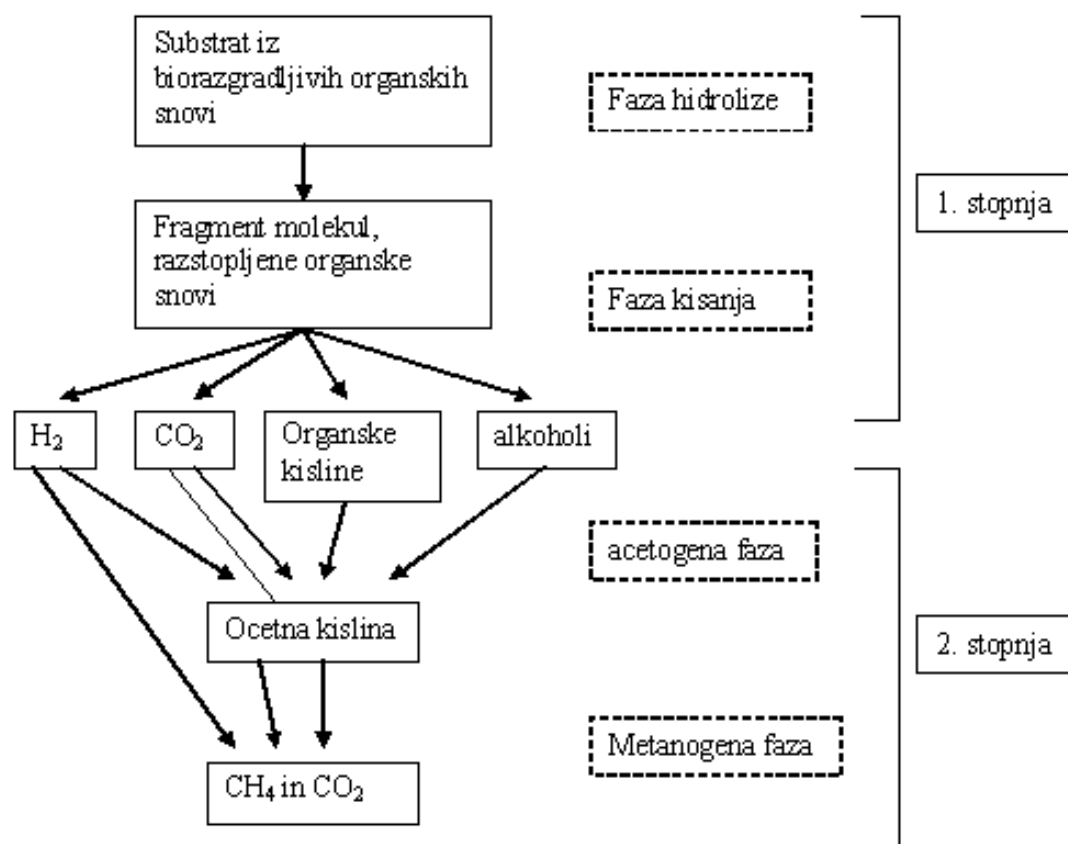 Substrat iz
biorazgradljivih organskih
snovi
Faza hidrolize
1. stopnja
Fragment molekul,
razstopljene organske
snovi
Faza kisanja
H₂
CO₂
Organske
kisline
alkoholi
acetogena faza
Ocetna kislina
2. stopnja
Metanogena faza
CH₄ in CO₂